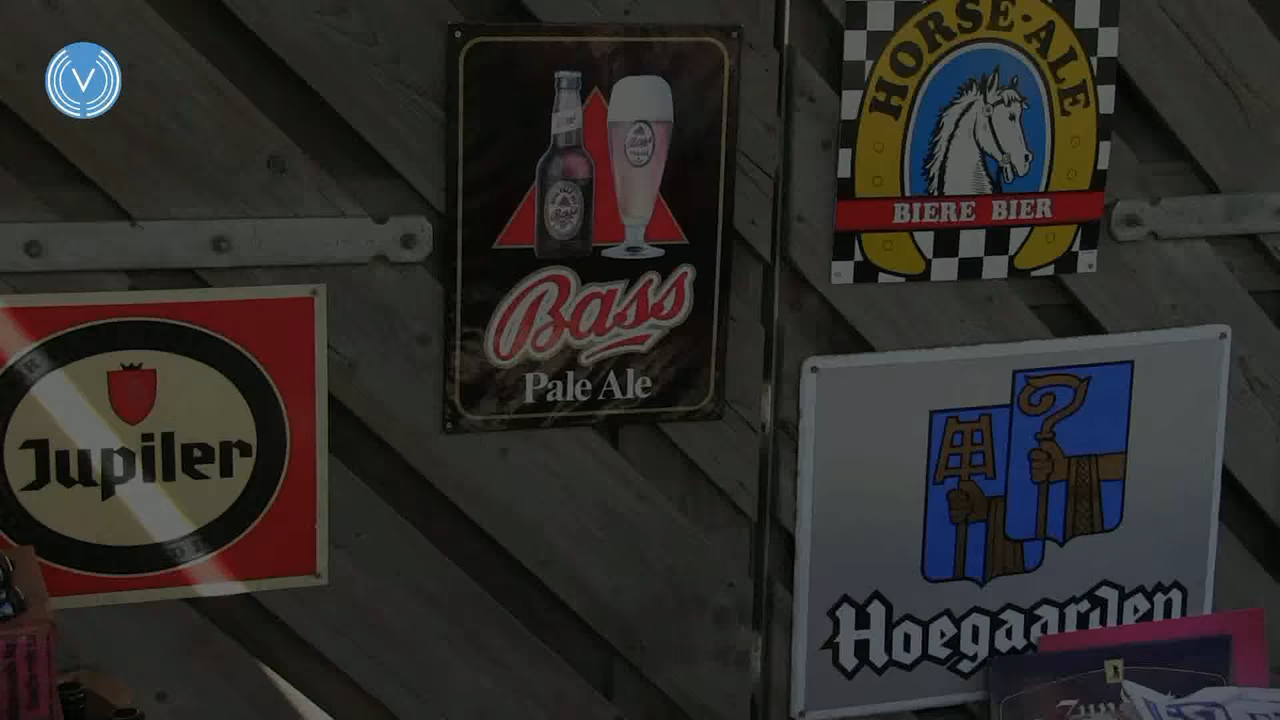 V
HORSE·ALE
BIERE BIER
Bass
Pale Ale
Jupiler
Hoegaarden